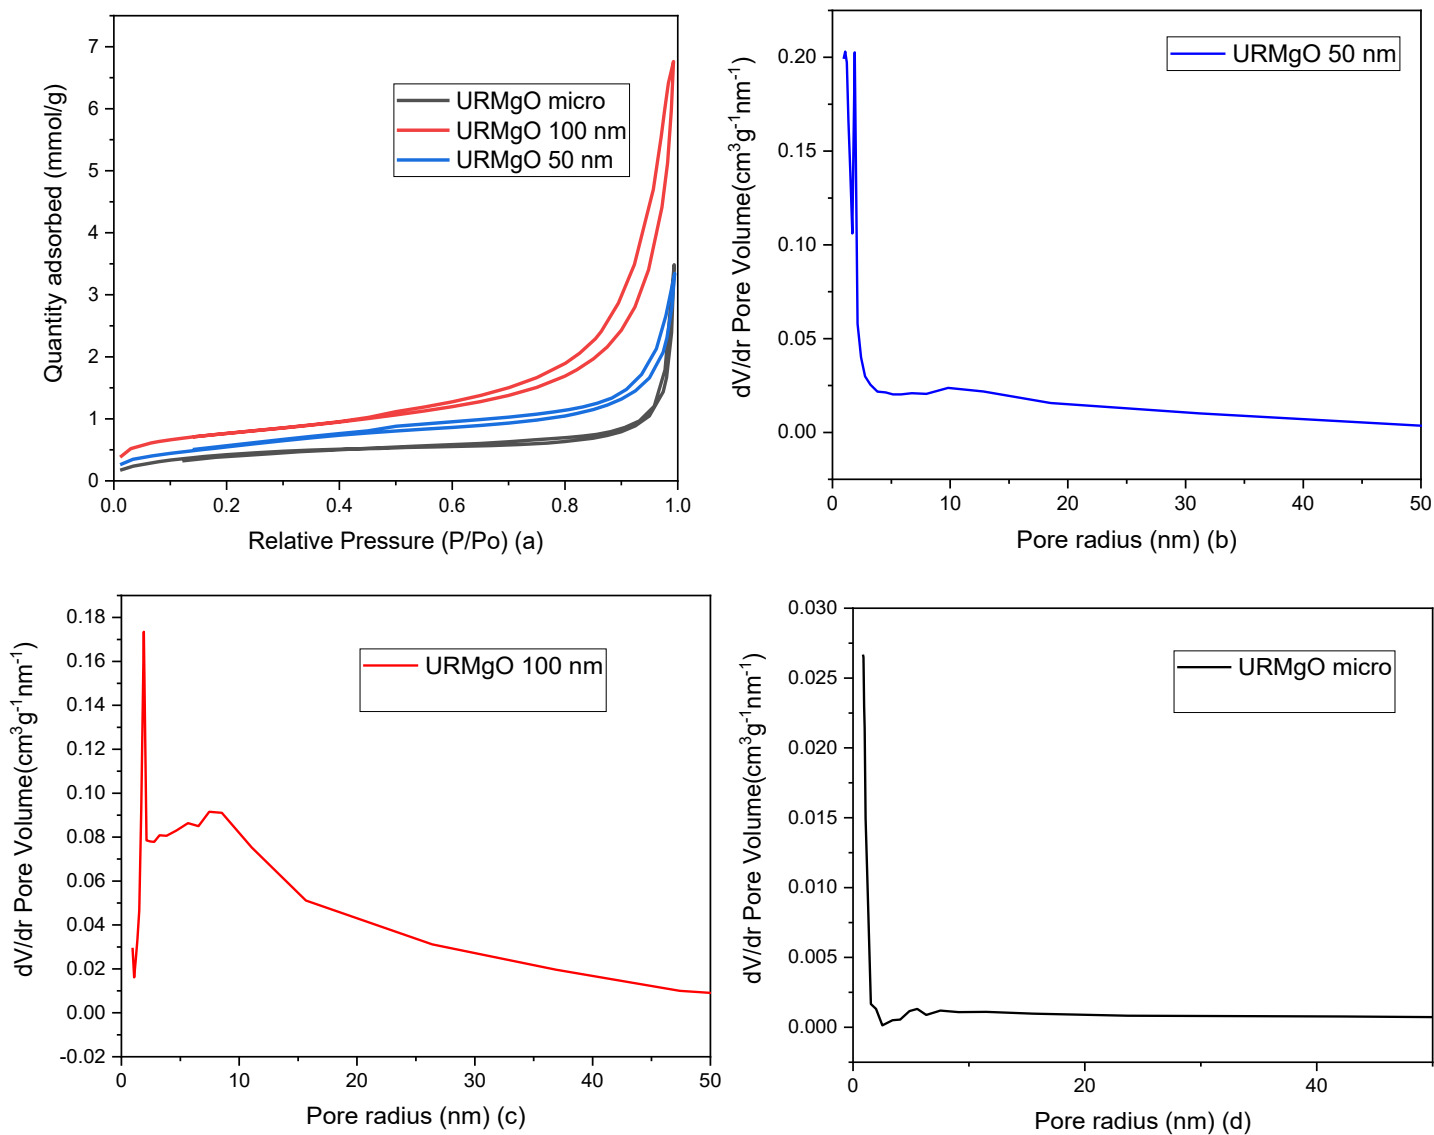 7
6
5
4
3
2
1
0
Quantity adsorbed (mmol/g)
URMgO micro
URMgO 100 nm
URMgO 50 nm
0.0 0.2 0.4 0.6 0.8 1.0
Relative Pressure (P/Po) (a)
0.20
0.15
0.10
0.05
0.00
dV/dr Pore Volume(cm³g⁻¹nm⁻¹)
URMgO 50 nm
0 10 20 30 40 50
Pore radius (nm) (b)
0.18
0.16
0.14
0.12
0.10
0.08
0.06
0.04
0.02
0.00
-0.02
dV/dr Pore Volume(cm³g⁻¹nm⁻¹)
URMgO 100 nm
0 10 20 30 40 50
Pore radius (nm) (c)
0.030
0.025
0.020
0.015
0.010
0.005
0.000
dV/dr Pore Volume(cm³g⁻¹nm⁻¹)
URMgO micro
0 20 40
Pore radius (nm) (d)